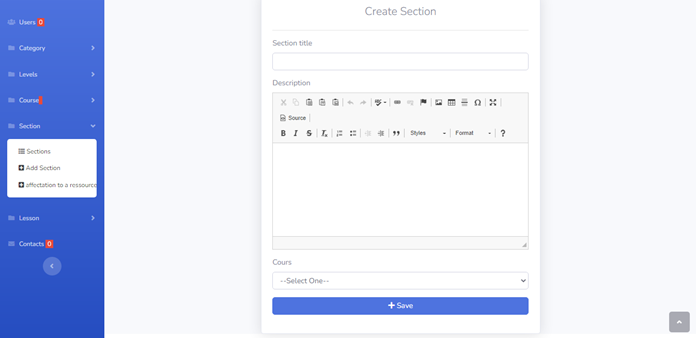 Users 0
Category
Levels
Course
Section
Sections
Add Section
affectation to a ressource
Lesson
Contacts 0
Create Section
Section title
Description
Source
B I S Tx
Styles
Format
?
Cours
--Select One--
Save